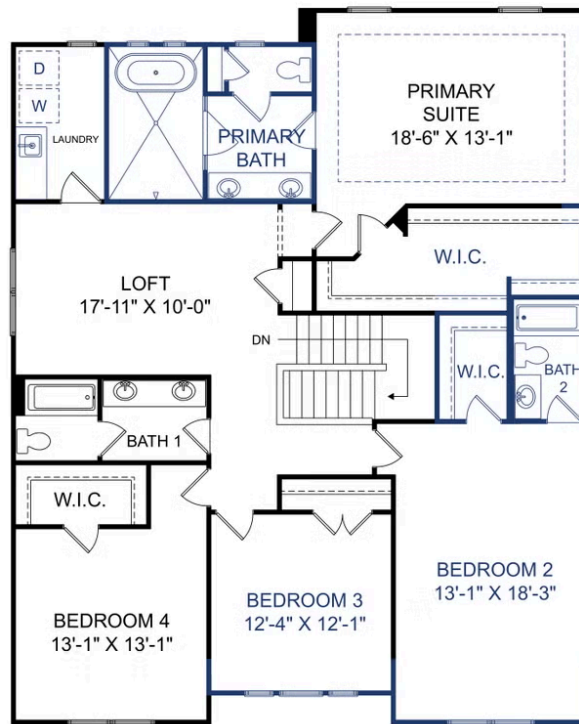 D
W
LAUNDRY
PRIMARY
BATH
PRIMARY
SUITE
18'-6" X 13'-1"
W.I.C.
LOFT
17'-11" X 10'-0"
DN
W.I.C.
BATH
2
BATH 1
W.I.C.
BEDROOM 4
13'-1" X 13'-1"
BEDROOM 3
12'-4" X 12'-1"
BEDROOM 2
13'-1" X 18'-3"